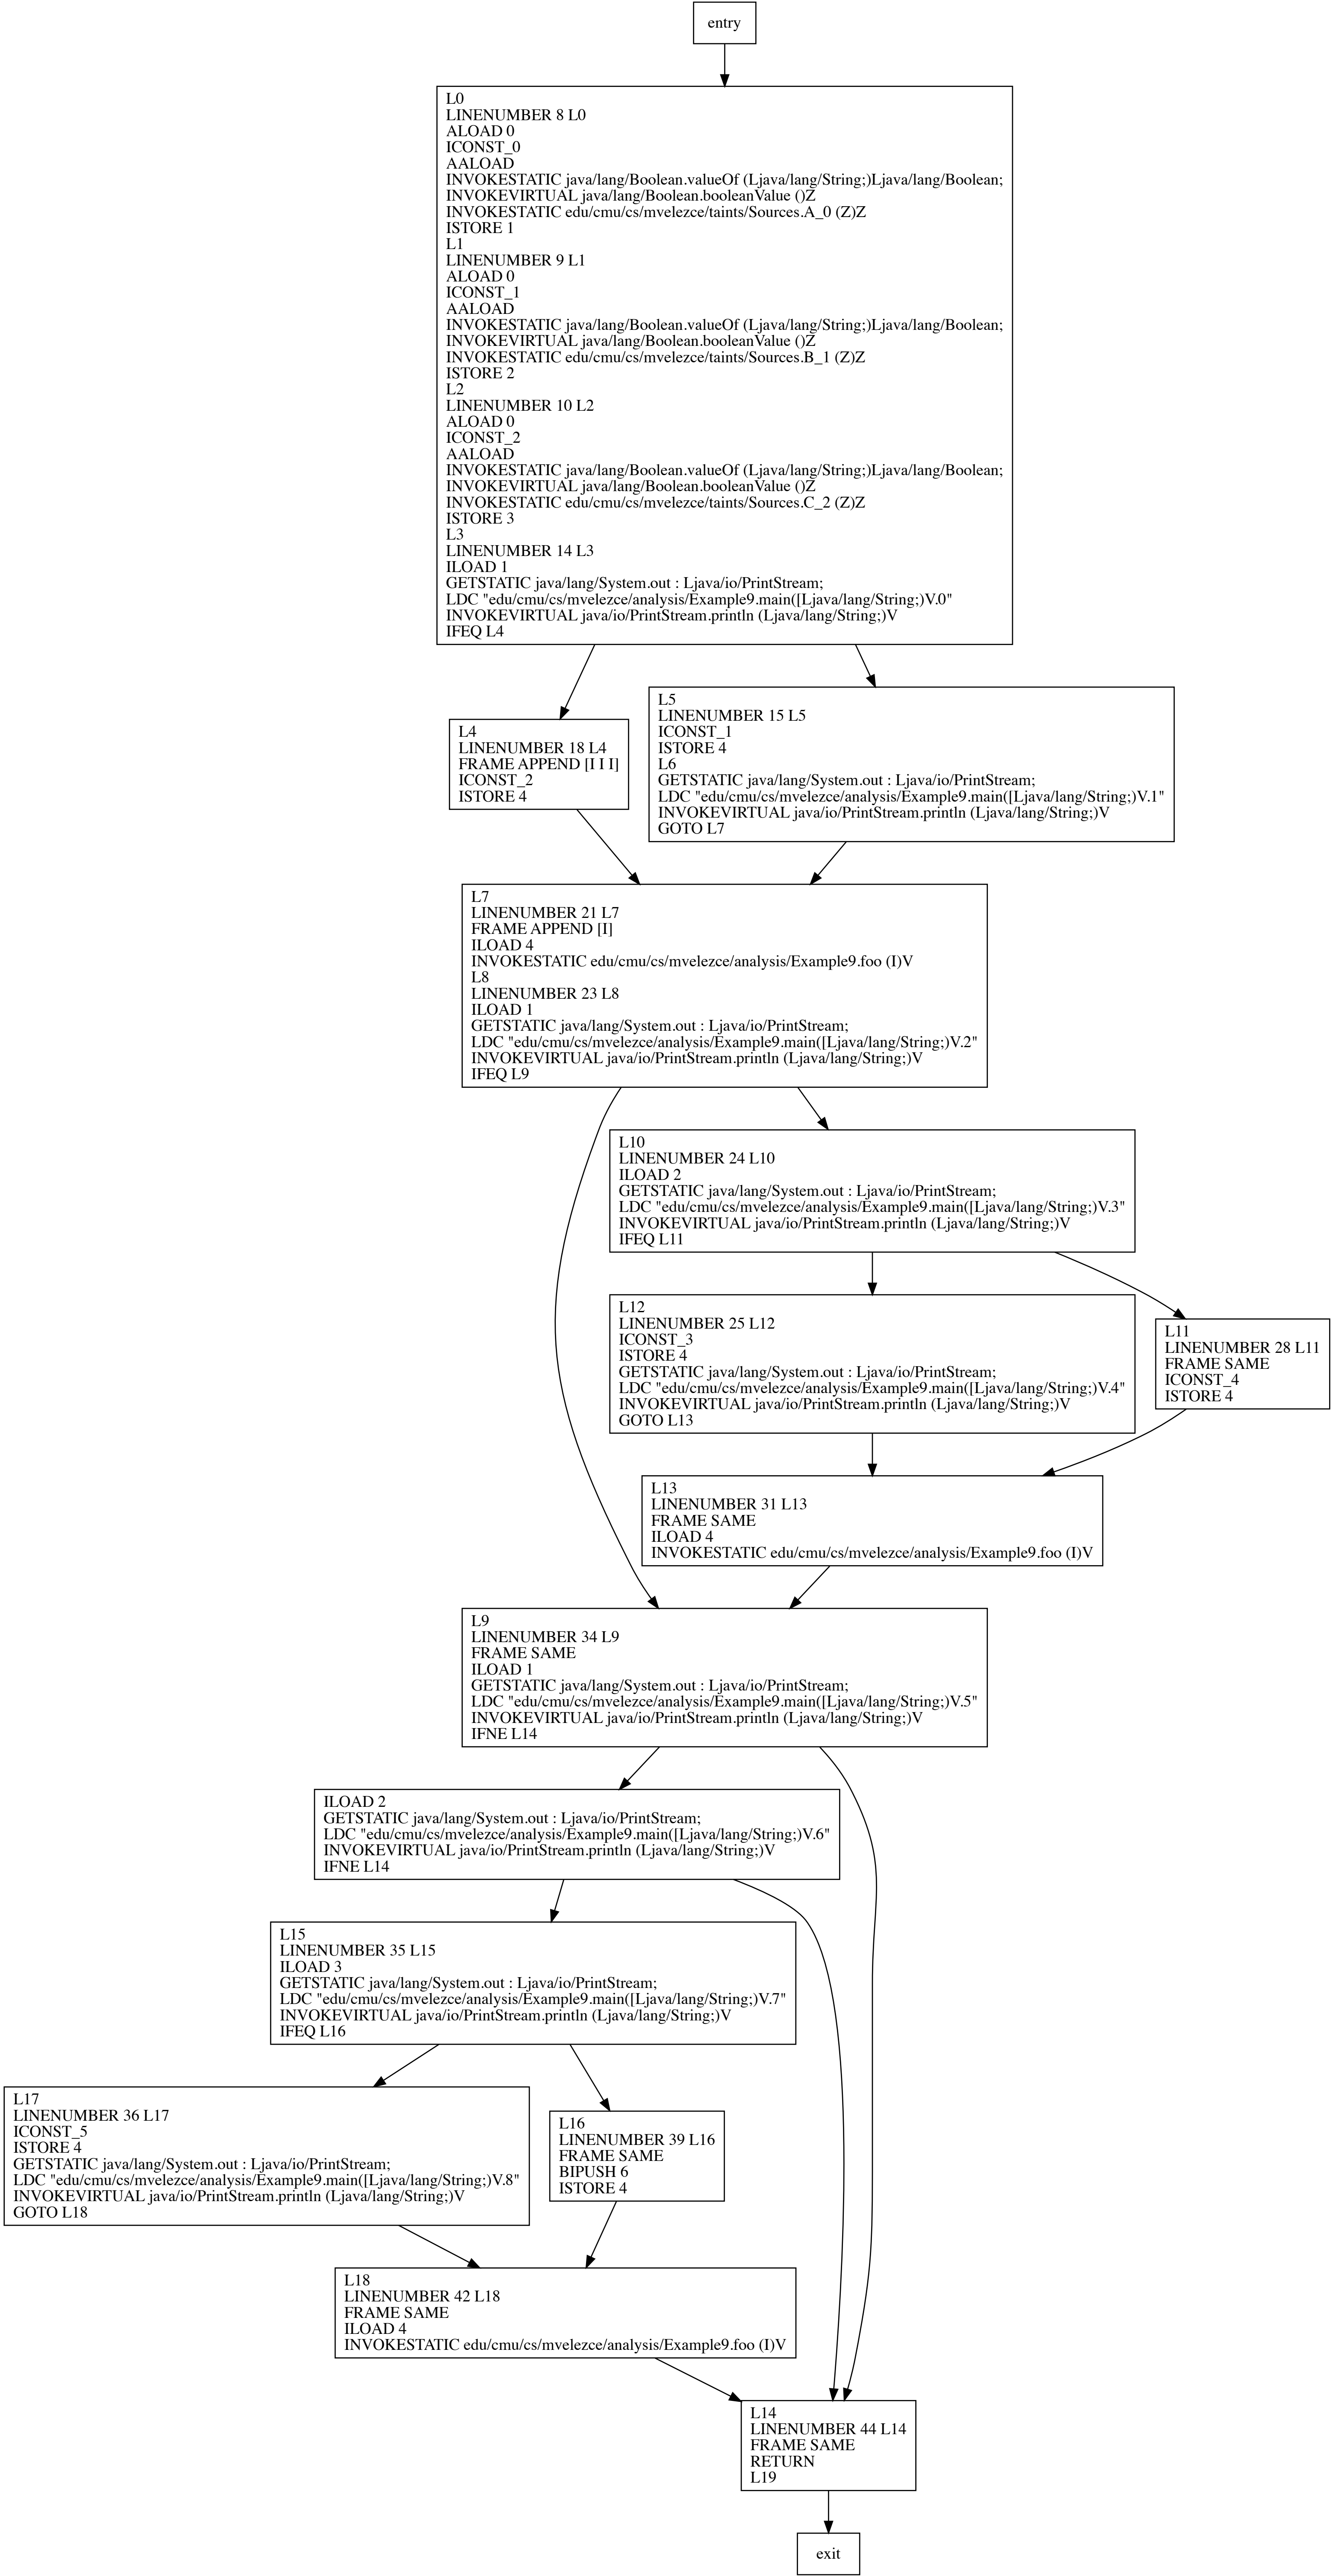 entry
L0
LINENUMBER 8 L0
ALOAD 0
ICONST_0
AALOAD
INVOKESTATIC java/lang/Boolean.valueOf (Ljava/lang/String;)Ljava/lang/Boolean;
INVOKEVIRTUAL java/lang/Boolean.booleanValue ()Z
INVOKESTATIC edu/cmu/cs/mvelezce/taints/Sources.A_0 (Z)Z
ISTORE 1
L1
LINENUMBER 9 L1
ALOAD 0
ICONST_1
AALOAD
INVOKESTATIC java/lang/Boolean.valueOf (Ljava/lang/String;)Ljava/lang/Boolean;
INVOKEVIRTUAL java/lang/Boolean.booleanValue ()Z
INVOKESTATIC edu/cmu/cs/mvelezce/taints/Sources.B_1 (Z)Z
ISTORE 2
L2
LINENUMBER 10 L2
ALOAD 0
ICONST_2
AALOAD
INVOKESTATIC java/lang/Boolean.valueOf (Ljava/lang/String;)Ljava/lang/Boolean;
INVOKEVIRTUAL java/lang/Boolean.booleanValue ()Z
INVOKESTATIC edu/cmu/cs/mvelezce/taints/Sources.C_2 (Z)Z
ISTORE 3
L3
LINENUMBER 14 L3
ILOAD 1
GETSTATIC java/lang/System.out : Ljava/io/PrintStream;
LDC "edu/cmu/cs/mvelezce/analysis/Example9.main([Ljava/lang/String;)V.0"
INVOKEVIRTUAL java/io/PrintStream.println (Ljava/lang/String;)V
IFEQ L4
L4
LINENUMBER 18 L4
FRAME APPEND [I I I]
ICONST_2
ISTORE 4
L5
LINENUMBER 15 L5
ICONST_1
ISTORE 4
L6
GETSTATIC java/lang/System.out : Ljava/io/PrintStream;
LDC "edu/cmu/cs/mvelezce/analysis/Example9.main([Ljava/lang/String;)V.1"
INVOKEVIRTUAL java/io/PrintStream.println (Ljava/lang/String;)V
GOTO L7
L7
LINENUMBER 21 L7
FRAME APPEND [I]
ILOAD 4
INVOKESTATIC edu/cmu/cs/mvelezce/analysis/Example9.foo (I)V
L8
LINENUMBER 23 L8
ILOAD 1
GETSTATIC java/lang/System.out : Ljava/io/PrintStream;
LDC "edu/cmu/cs/mvelezce/analysis/Example9.main([Ljava/lang/String;)V.2"
INVOKEVIRTUAL java/io/PrintStream.println (Ljava/lang/String;)V
IFEQ L9
L10
LINENUMBER 24 L10
ILOAD 2
GETSTATIC java/lang/System.out : Ljava/io/PrintStream;
LDC "edu/cmu/cs/mvelezce/analysis/Example9.main([Ljava/lang/String;)V.3"
INVOKEVIRTUAL java/io/PrintStream.println (Ljava/lang/String;)V
IFEQ L11
L12
LINENUMBER 25 L12
ICONST_3
ISTORE 4
GETSTATIC java/lang/System.out : Ljava/io/PrintStream;
LDC "edu/cmu/cs/mvelezce/analysis/Example9.main([Ljava/lang/String;)V.4"
INVOKEVIRTUAL java/io/PrintStream.println (Ljava/lang/String;)V
GOTO L13
L11
LINENUMBER 28 L11
FRAME SAME
ICONST_4
ISTORE 4
L13
LINENUMBER 31 L13
FRAME SAME
ILOAD 4
INVOKESTATIC edu/cmu/cs/mvelezce/analysis/Example9.foo (I)V
L9
LINENUMBER 34 L9
FRAME SAME
ILOAD 1
GETSTATIC java/lang/System.out : Ljava/io/PrintStream;
LDC "edu/cmu/cs/mvelezce/analysis/Example9.main([Ljava/lang/String;)V.5"
INVOKEVIRTUAL java/io/PrintStream.println (Ljava/lang/String;)V
IFNE L14
ILOAD 2
GETSTATIC java/lang/System.out : Ljava/io/PrintStream;
LDC "edu/cmu/cs/mvelezce/analysis/Example9.main([Ljava/lang/String;)V.6"
INVOKEVIRTUAL java/io/PrintStream.println (Ljava/lang/String;)V
IFNE L14
L15
LINENUMBER 35 L15
ILOAD 3
GETSTATIC java/lang/System.out : Ljava/io/PrintStream;
LDC "edu/cmu/cs/mvelezce/analysis/Example9.main([Ljava/lang/String;)V.7"
INVOKEVIRTUAL java/io/PrintStream.println (Ljava/lang/String;)V
IFEQ L16
L17
LINENUMBER 36 L17
ICONST_5
ISTORE 4
GETSTATIC java/lang/System.out : Ljava/io/PrintStream;
LDC "edu/cmu/cs/mvelezce/analysis/Example9.main([Ljava/lang/String;)V.8"
INVOKEVIRTUAL java/io/PrintStream.println (Ljava/lang/String;)V
GOTO L18
L16
LINENUMBER 39 L16
FRAME SAME
BIPUSH 6
ISTORE 4
L18
LINENUMBER 42 L18
FRAME SAME
ILOAD 4
INVOKESTATIC edu/cmu/cs/mvelezce/analysis/Example9.foo (I)V
L14
LINENUMBER 44 L14
FRAME SAME
RETURN
L19
exit